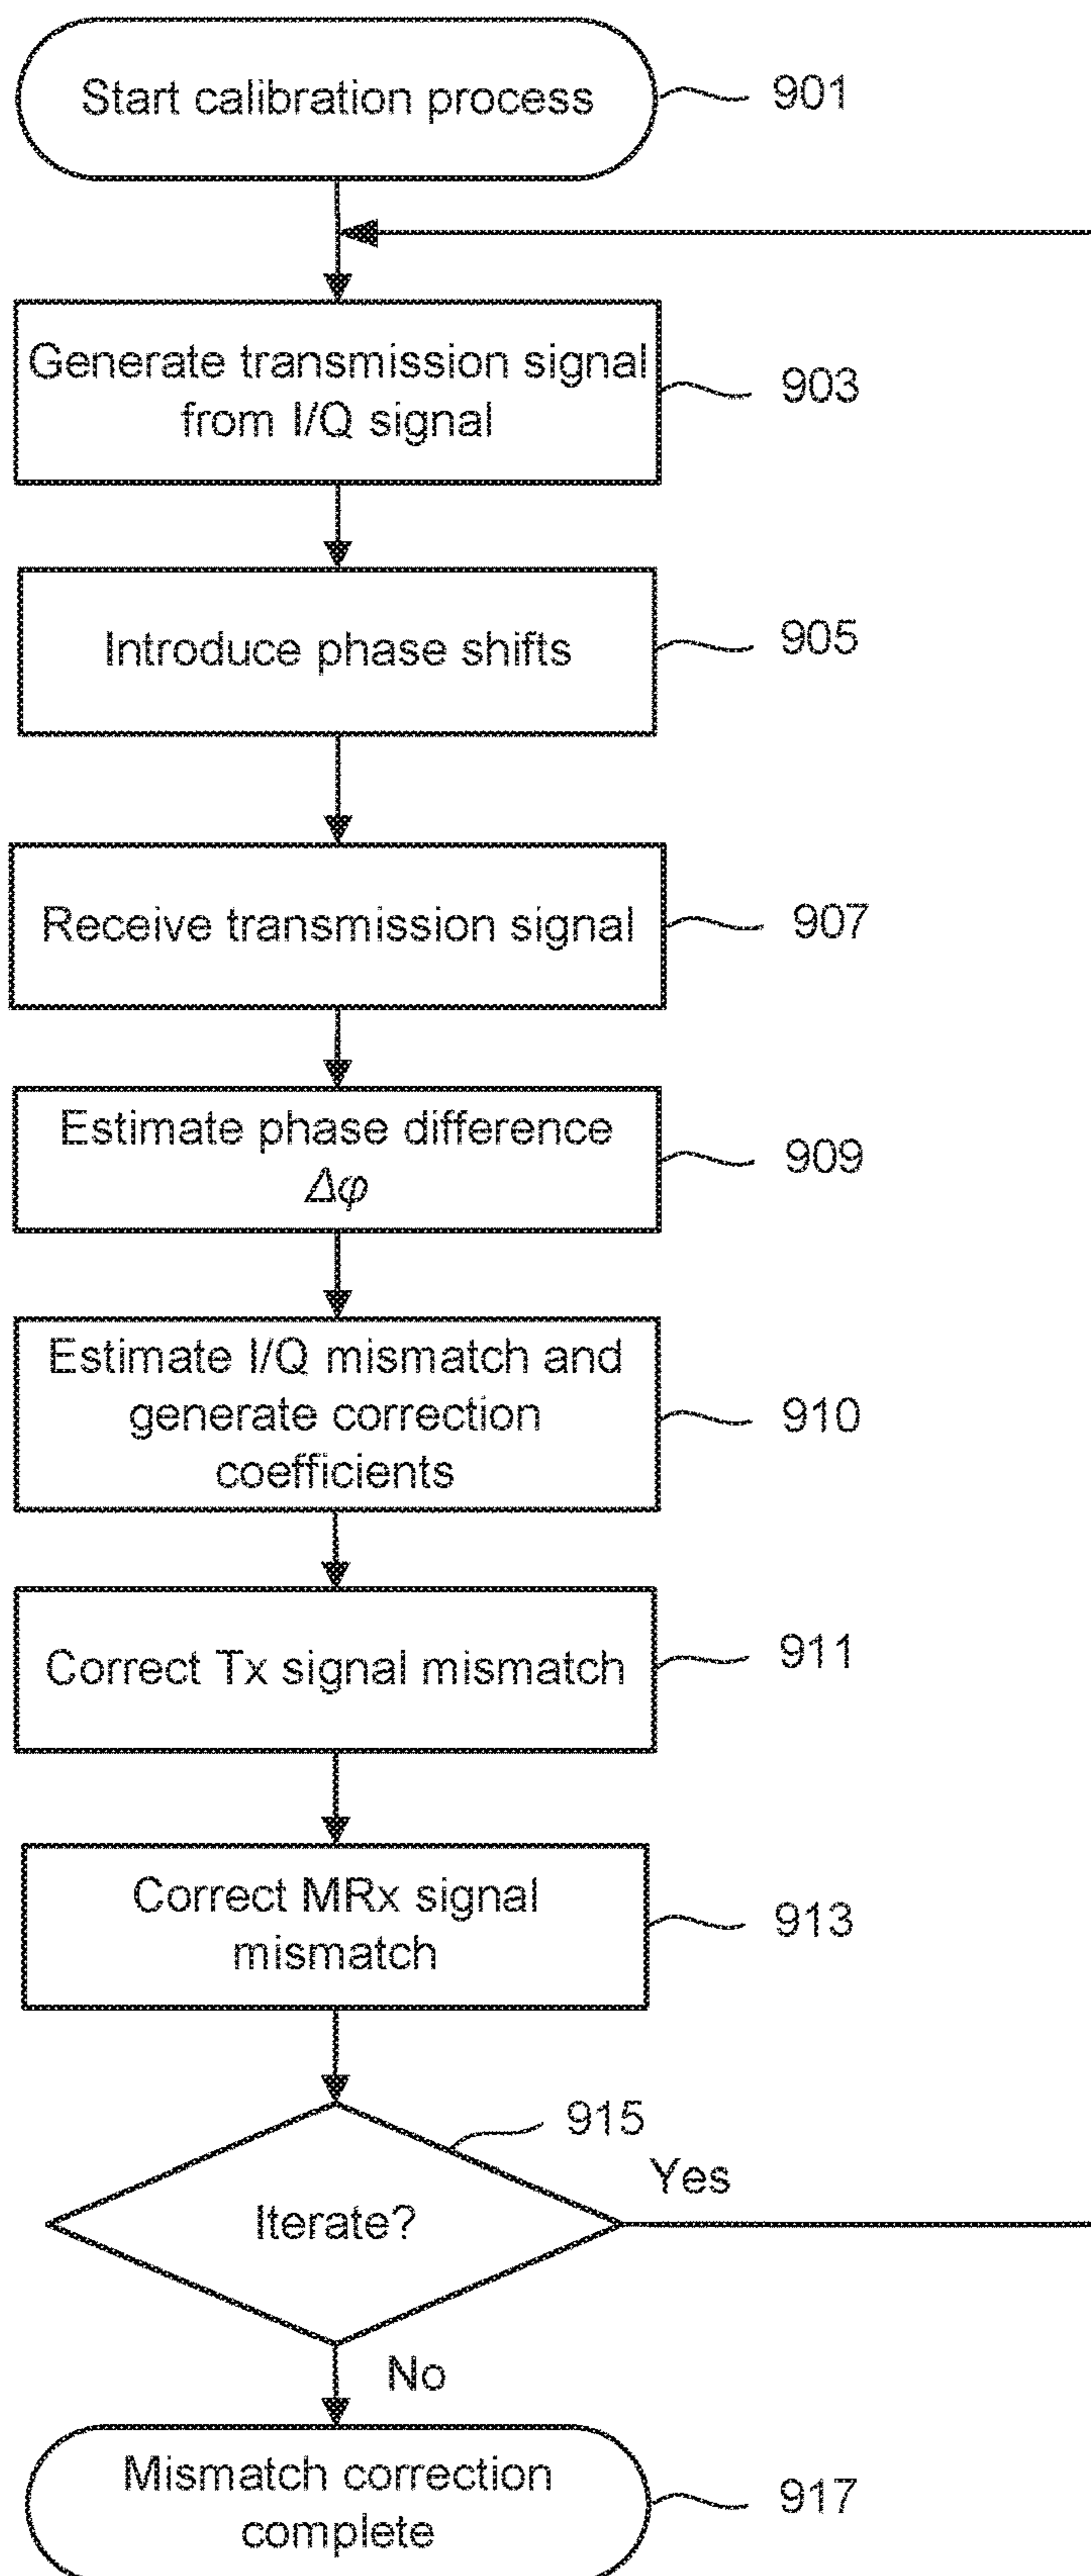 Start calibration process
901
Generate transmission signal
from I/Q signal
903
Introduce phase shifts
905
Receive transmission signal
907
Estimate phase difference
Δφ
909
Estimate I/Q mismatch and
generate correction
coefficients
910
Correct Tx signal mismatch
911
Correct MRx signal
mismatch
913
915
Iterate?
Yes
No
Mismatch correction
complete
917